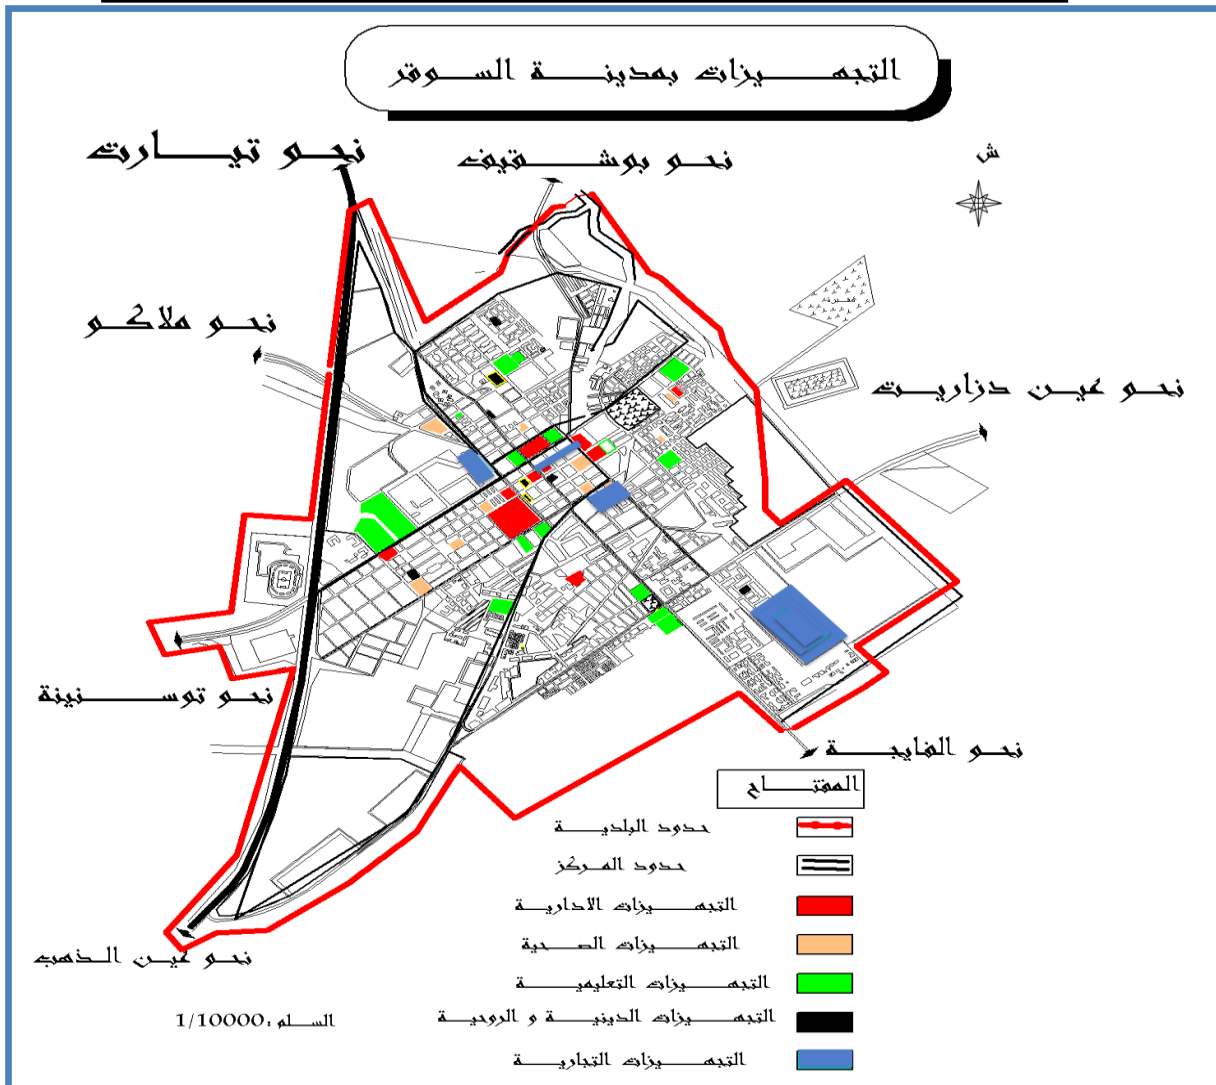 التجهيزات بمدينة السوقر
نحو تيارت
نحو بوشقيف
ش
نحو ملاكو
مقبرة
نحو عين دزاريت
نحو توسنينة
نحو الفايجة
المفتاح
حدود البلدية
حدود المركز
التجهيزات الادارية
التجهيزات الصحية
التجهيزات التعليمية
التجهيزات الدينية و الروحية
التجهيزات التجارية
نحو عين الذهب
السلم: 1/10000